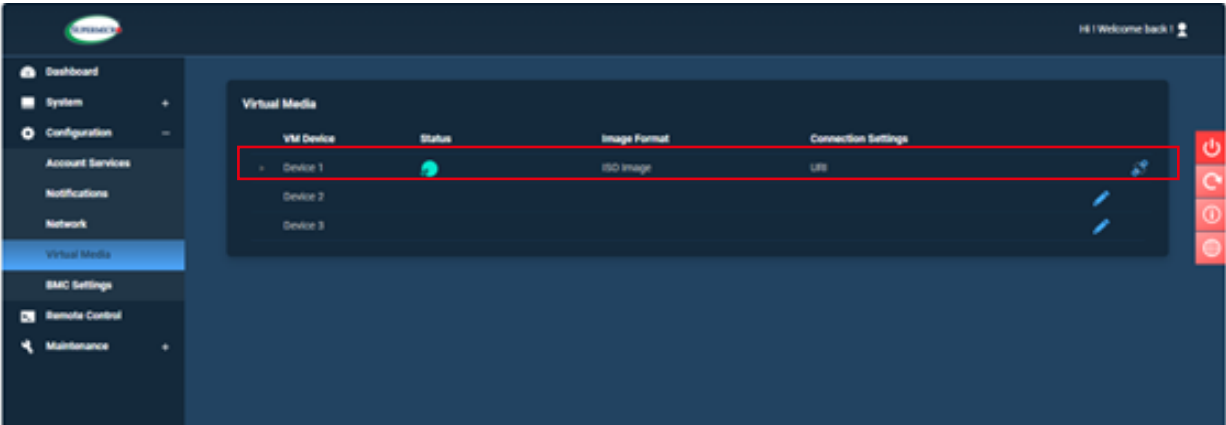 SUPERMICR
Hi ! Welcome back !
Dashboard
System +
Configuration −
Account Services
Notifications
Network
Virtual Media
BMC Settings
Remote Control
Maintenance +
Virtual Media
VM Device Status Image Format Connection Settings
Device 1 ISO Image URI
Device 2
Device 3